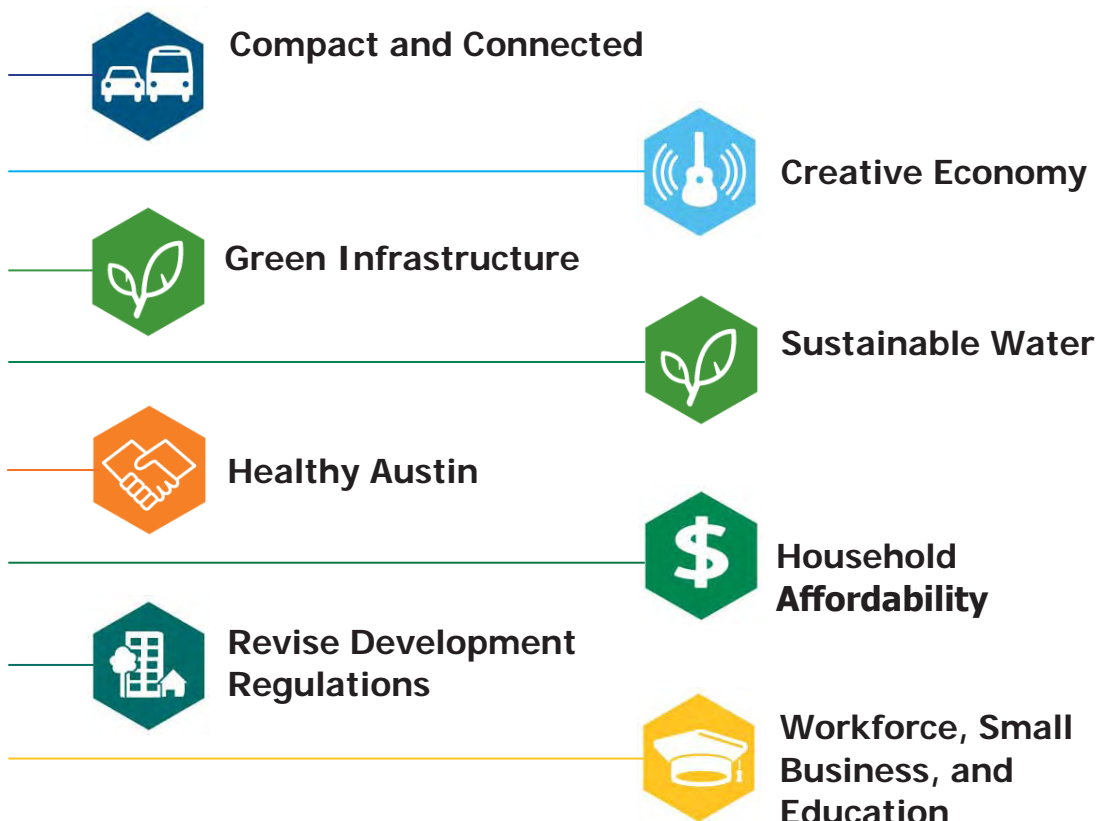 Compact and Connected
Creative Economy
Green Infrastructure
Sustainable Water
Healthy Austin
$
Household
Affordability
Revise Development
Regulations
Workforce, Small
Business, and
Education